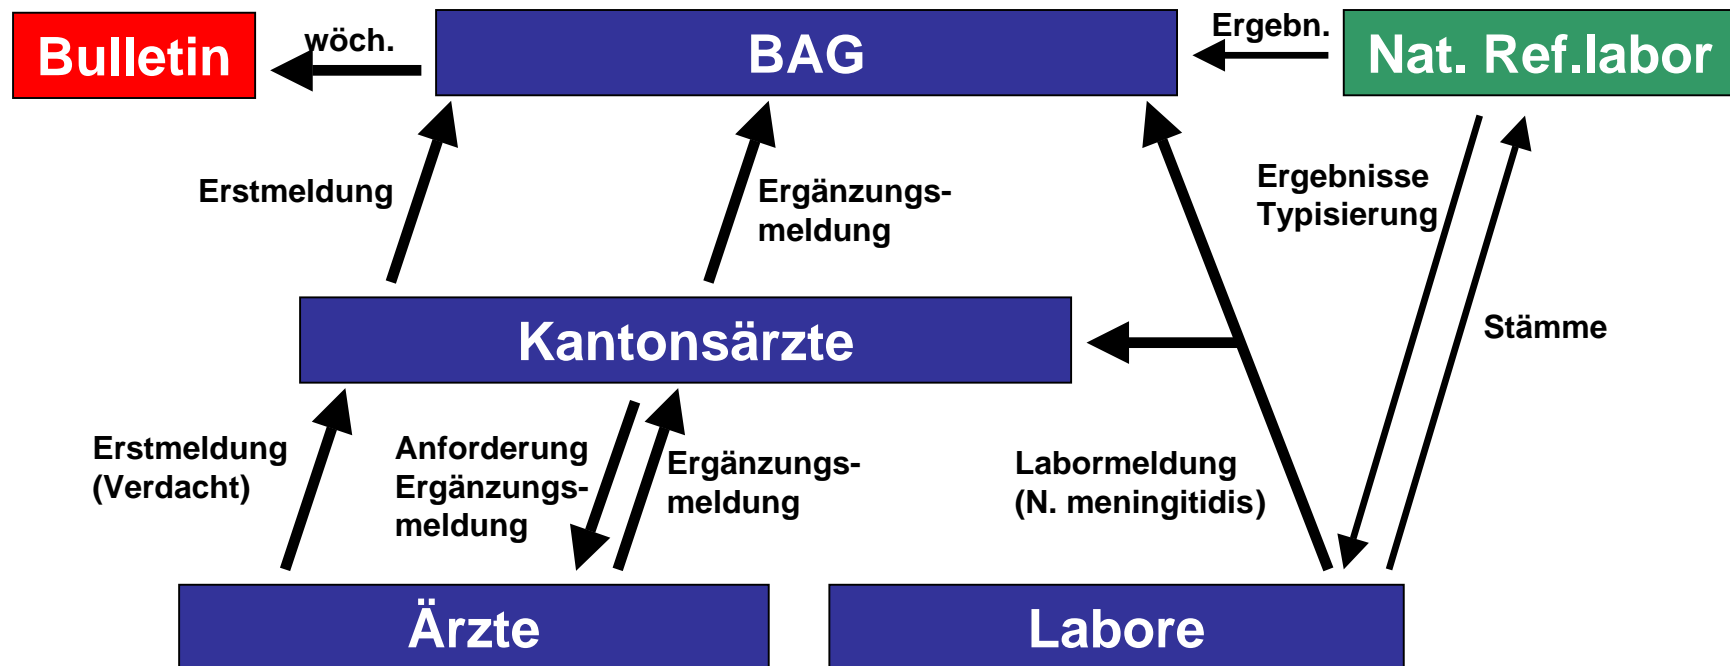 Bulletin
wöch.
BAG
Ergebn.
Nat. Ref.labor
Erstmeldung
Ergänzungs-
meldung
Ergebnisse
Typisierung
Kantonsärzte
Stämme
Erstmeldung
(Verdacht)
Anforderung
Ergänzungs-
meldung
Ergänzungs-
meldung
Labormeldung
(N. meningitidis)
Ärzte
Labore